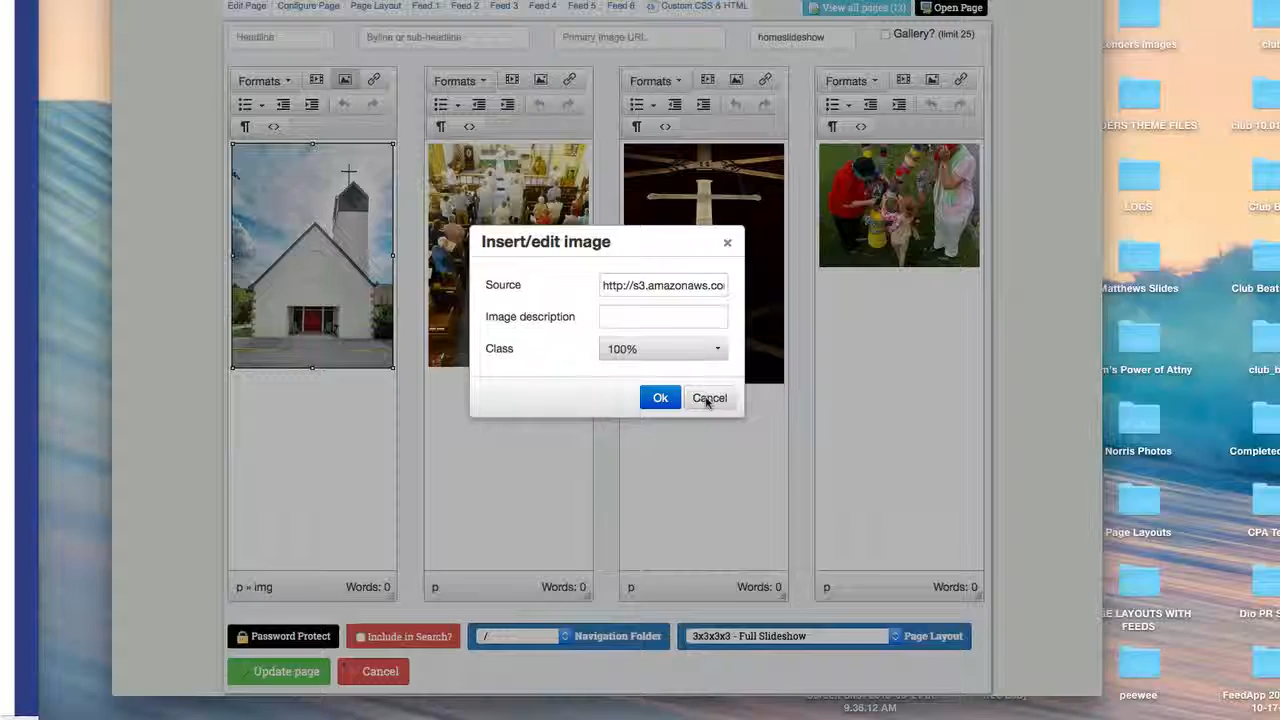 Edit Page Configure Page Page Layout Feed 1 Feed 2 Feed 3 Feed 4 Feed 5 Feed 6 Custom CSS & HTML View all pages (13) Open Page
Headline Byline or sub-headline Primary Image URL homeslideshow Gallery? (limit 25)
Formats Formats Formats Formats
Insert/edit image ×
Source http://s3.amazonaws.co
Image description
Class 100%
Ok Cancel
p » img Words: 0 p Words: 0 p Words: 0 p Words: 0
Password Protect Include in Search? / Navigation Folder 3x3x3x3 - Full Slideshow Page Layout
Update page Cancel
enders Images
club
DERS THEME FILES
club 10.01
LOGS
Club B
Matthews Slides
Club Beat
m's Power of Attny
club_b
Norris Photos
Completed
Page Layouts
CPA Te
E LAYOUTS WITH
FEEDS
Dio PR S
peewee
FeedApp 20
10-17-
9.36.12 AM